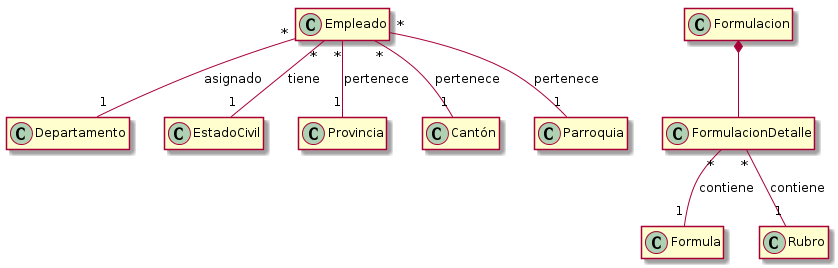 C Empleado
C Formulacion
* * * * *
asignado tiene pertenece pertenece pertenece
1 1 1 1 1
C Departamento
C EstadoCivil
C Provincia
C Cantón
C Parroquia
C FormulacionDetalle
* *
contiene contiene
1 1
C Formula
C Rubro